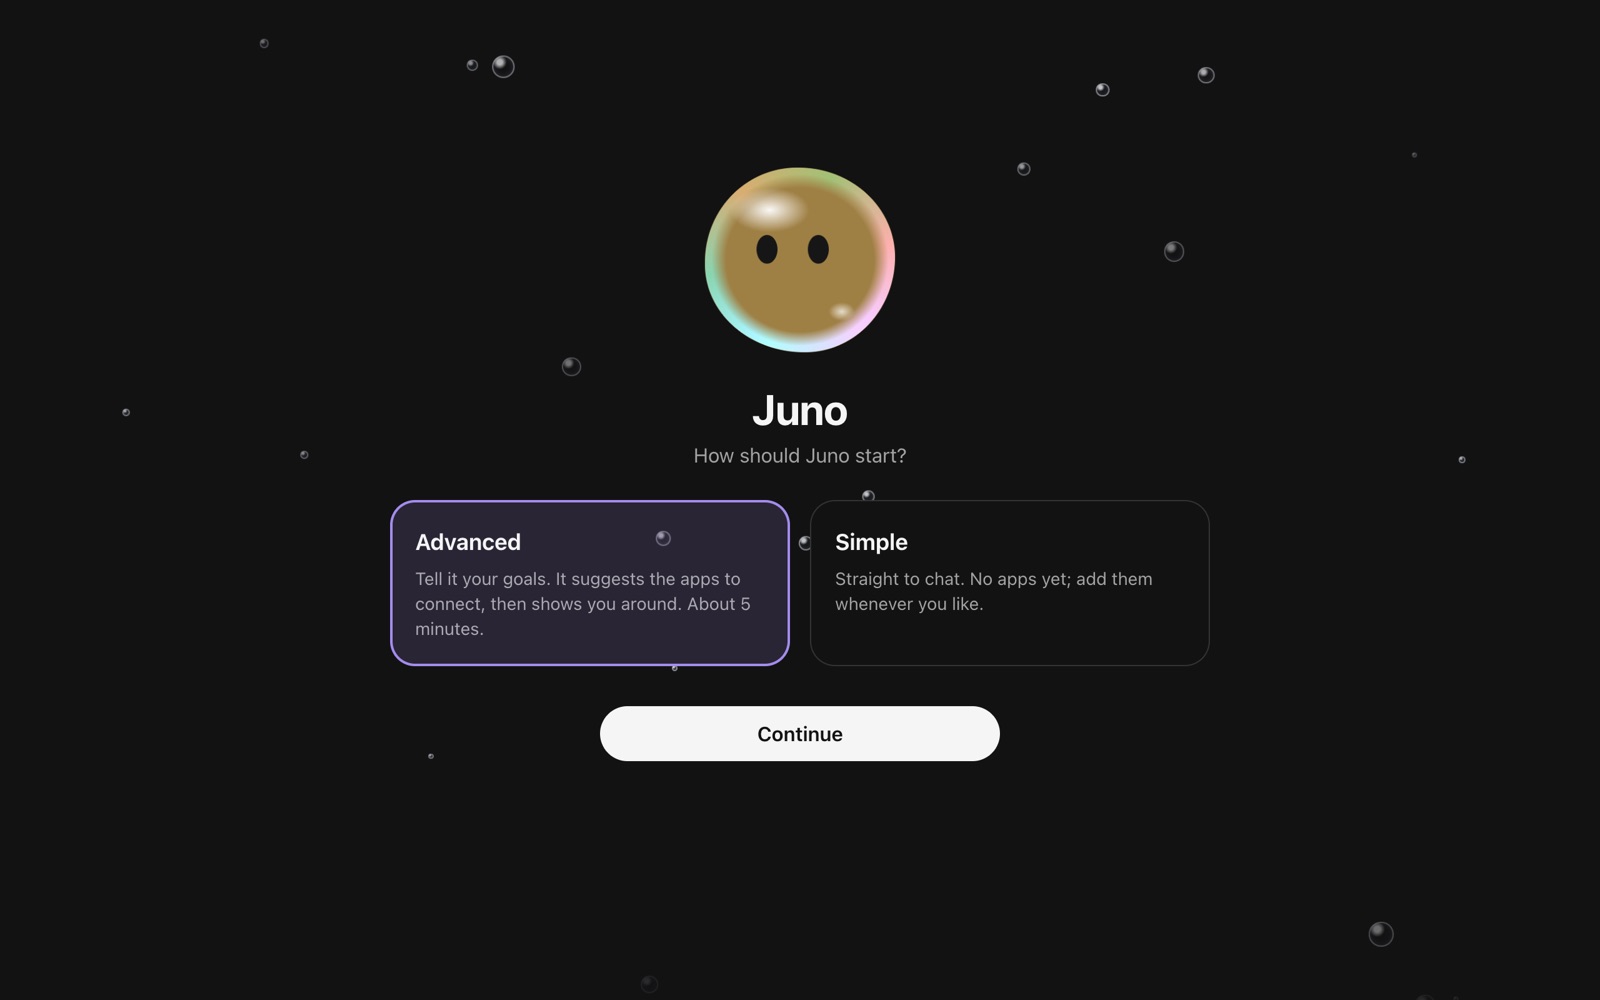 Juno
How should Juno start?
Advanced
Tell it your goals. It suggests the apps to
connect, then shows you around. About 5
minutes.
Simple
Straight to chat. No apps yet; add them
whenever you like.
Continue